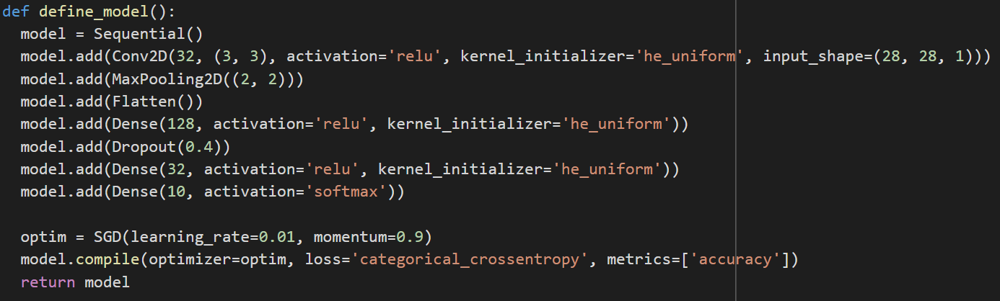 def define_model():
  model = Sequential()
  model.add(Conv2D(32, (3, 3), activation='relu', kernel_initializer='he_uniform', input_shape=(28, 28, 1)))
  model.add(MaxPooling2D((2, 2)))
  model.add(Flatten())
  model.add(Dense(128, activation='relu', kernel_initializer='he_uniform'))
  model.add(Dropout(0.4))
  model.add(Dense(32, activation='relu', kernel_initializer='he_uniform'))
  model.add(Dense(10, activation='softmax'))

  optim = SGD(learning_rate=0.01, momentum=0.9)
  model.compile(optimizer=optim, loss='categorical_crossentropy', metrics=['accuracy'])
  return model